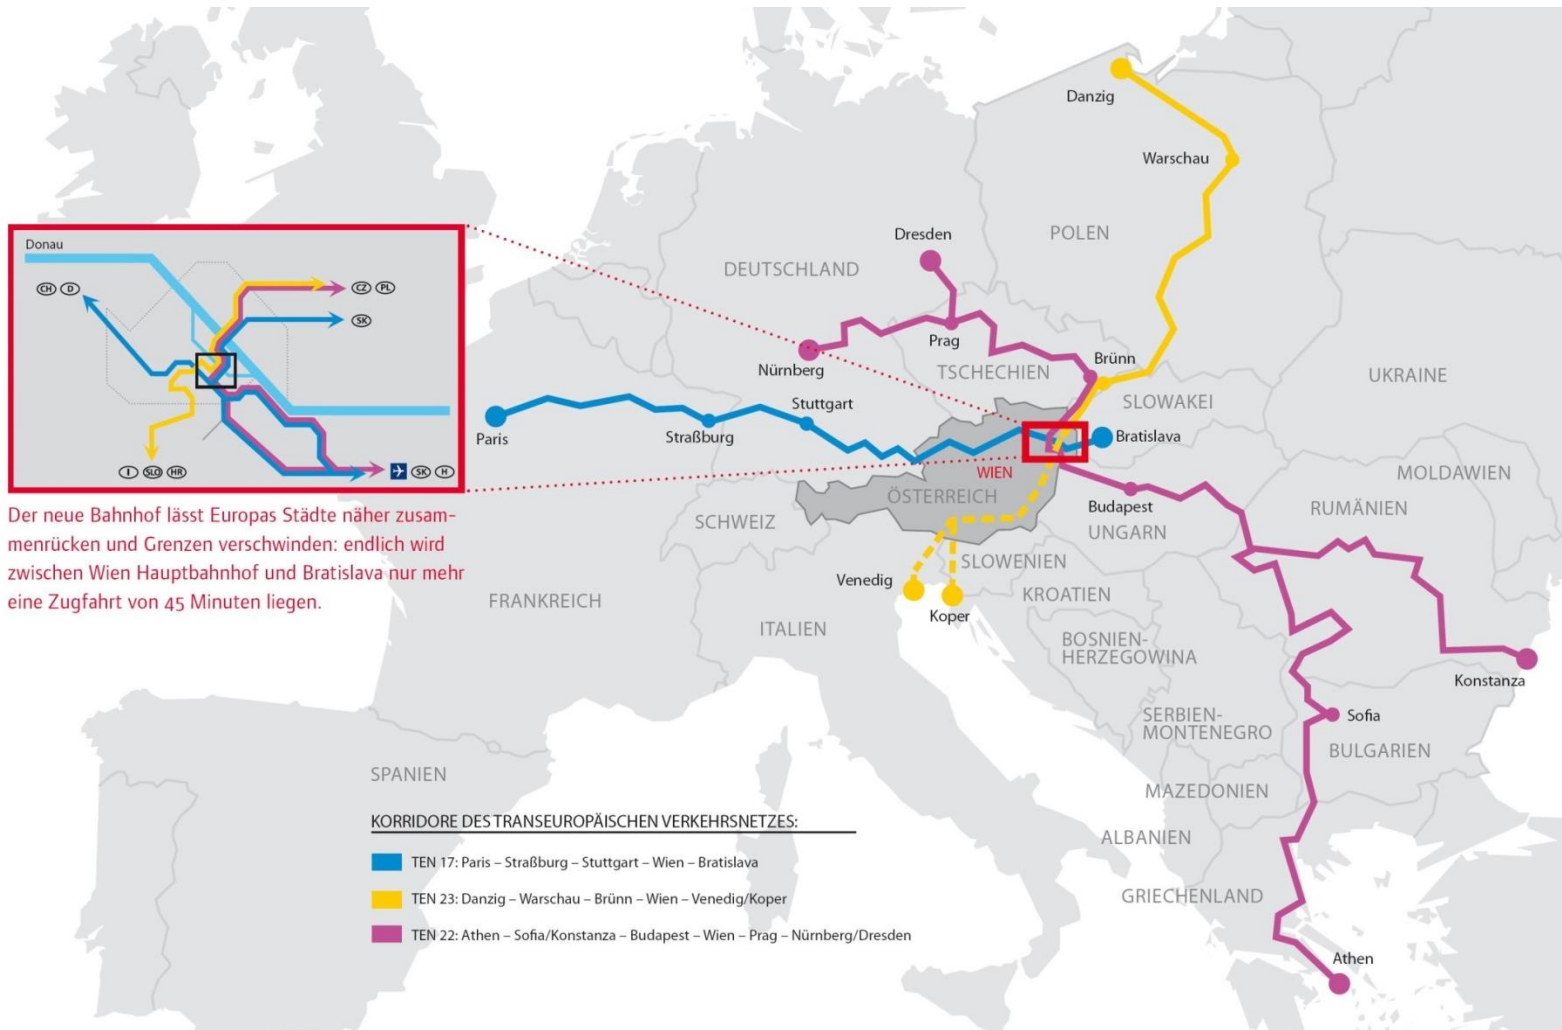 Danzig
Warschau
POLEN
Dresden
DEUTSCHLAND
Donau
CH D
CZ PL
SK
Prag
Nürnberg
TSCHECHIEN
Brünn
UKRAINE
SLOWAKEI
Stuttgart
Paris
Straßburg
Bratislava
I SLO HR
SK H
WIEN
MOLDAWIEN
ÖSTERREICH
Budapest
RUMÄNIEN
UNGARN
SCHWEIZ
Der neue Bahnhof lässt Europas Städte näher zusam-
menrücken und Grenzen verschwinden: endlich wird
zwischen Wien Hauptbahnhof und Bratislava nur mehr
eine Zugfahrt von 45 Minuten liegen.
SLOWENIEN
Venedig
KROATIEN
FRANKREICH
Koper
ITALIEN
BOSNIEN-
HERZEGOWINA
Konstanza
SERBIEN-
MONTENEGRO
Sofia
BULGARIEN
SPANIEN
MAZEDONIEN
KORRIDORE DES TRANSEUROPÄISCHEN VERKEHRSNETZES:
ALBANIEN
TEN 17: Paris – Straßburg – Stuttgart – Wien – Bratislava
TEN 23: Danzig – Warschau – Brünn – Wien – Venedig/Koper
GRIECHENLAND
TEN 22: Athen – Sofia/Konstanza – Budapest – Wien – Prag – Nürnberg/Dresden
Athen